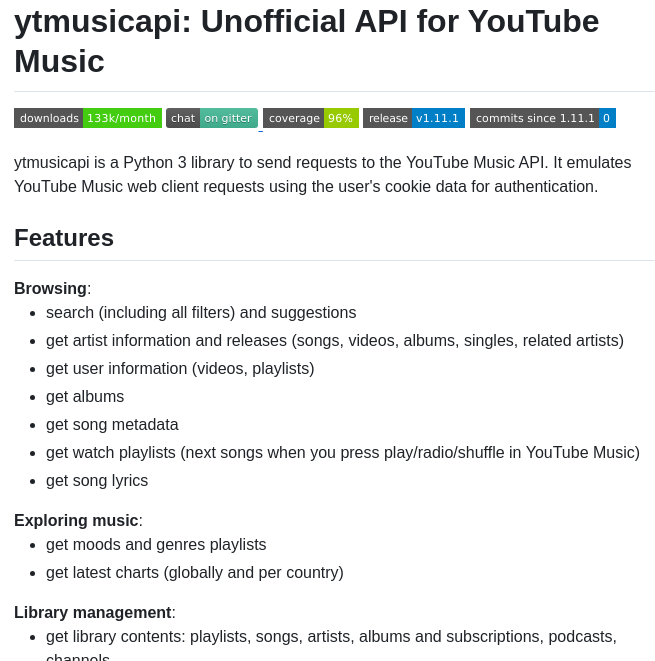 ytmusicapi: Unofficial API for YouTube
Music
downloads 133k/month chat on gitter coverage 96% release v1.11.1 commits since 1.11.1 0
ytmusicapi is a Python 3 library to send requests to the YouTube Music API. It emulates
YouTube Music web client requests using the user's cookie data for authentication.
Features
Browsing:
• search (including all filters) and suggestions
• get artist information and releases (songs, videos, albums, singles, related artists)
• get user information (videos, playlists)
• get albums
• get song metadata
• get watch playlists (next songs when you press play/radio/shuffle in YouTube Music)
• get song lyrics
Exploring music:
• get moods and genres playlists
• get latest charts (globally and per country)
Library management:
• get library contents: playlists, songs, artists, albums and subscriptions, podcasts,
channels